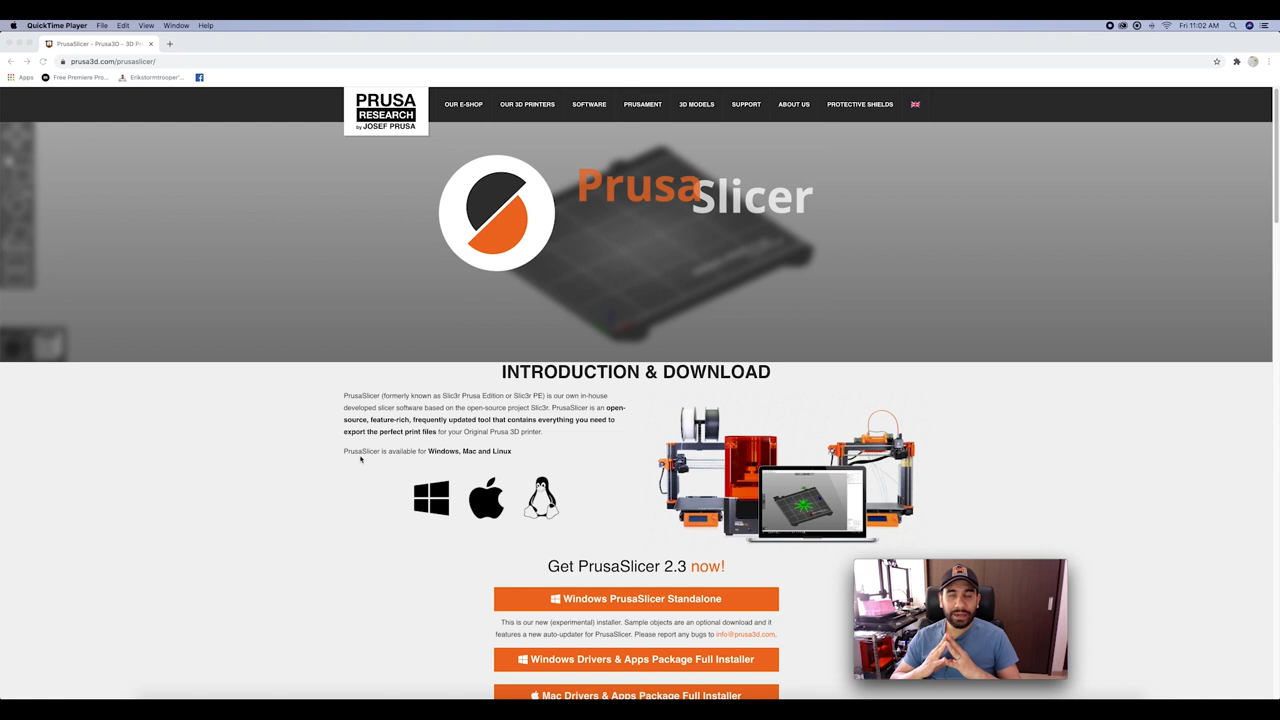 QuickTime Player File Edit View Window Help
Fri 11:02 AM
PrusaSlicer - Prusa3D - 3D Pr
prusa3d.com/prusaslicer/
Apps Free Premiere Pro... Erikstormtrooper'...
PRUSA
RESEARCH
by JOSEF PRUSA
OUR E-SHOP OUR 3D PRINTERS SOFTWARE PRUSAMENT 3D MODELS SUPPORT ABOUT US PROTECTIVE SHIELDS
PrusaSlicer
INTRODUCTION & DOWNLOAD
PrusaSlicer (formerly known as Slic3r Prusa Edition or Slic3r PE) is our own in-house
developed slicer software based on the open-source project Slic3r. PrusaSlicer is an open-
source, feature-rich, frequently updated tool that contains everything you need to
export the perfect print files for your Original Prusa 3D printer.
PrusaSlicer is available for Windows, Mac and Linux
Get PrusaSlicer 2.3 now!
Windows PrusaSlicer Standalone
This is our new (experimental) installer. Sample objects are an optional download and it
features a new auto-updater for PrusaSlicer. Please report any bugs to info@prusa3d.com.
Windows Drivers & Apps Package Full Installer
Mac Drivers & Apps Package Full Installer